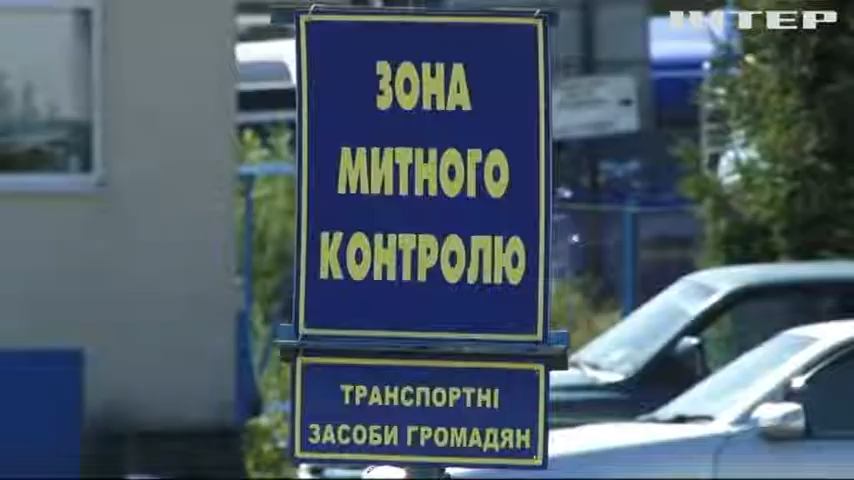 ІНТЕР
ЗОНА
МИТНОГО
КОНТРОЛЮ
ТРАНСПОРТНІ
ЗАСОБИ ГРОМАДЯН